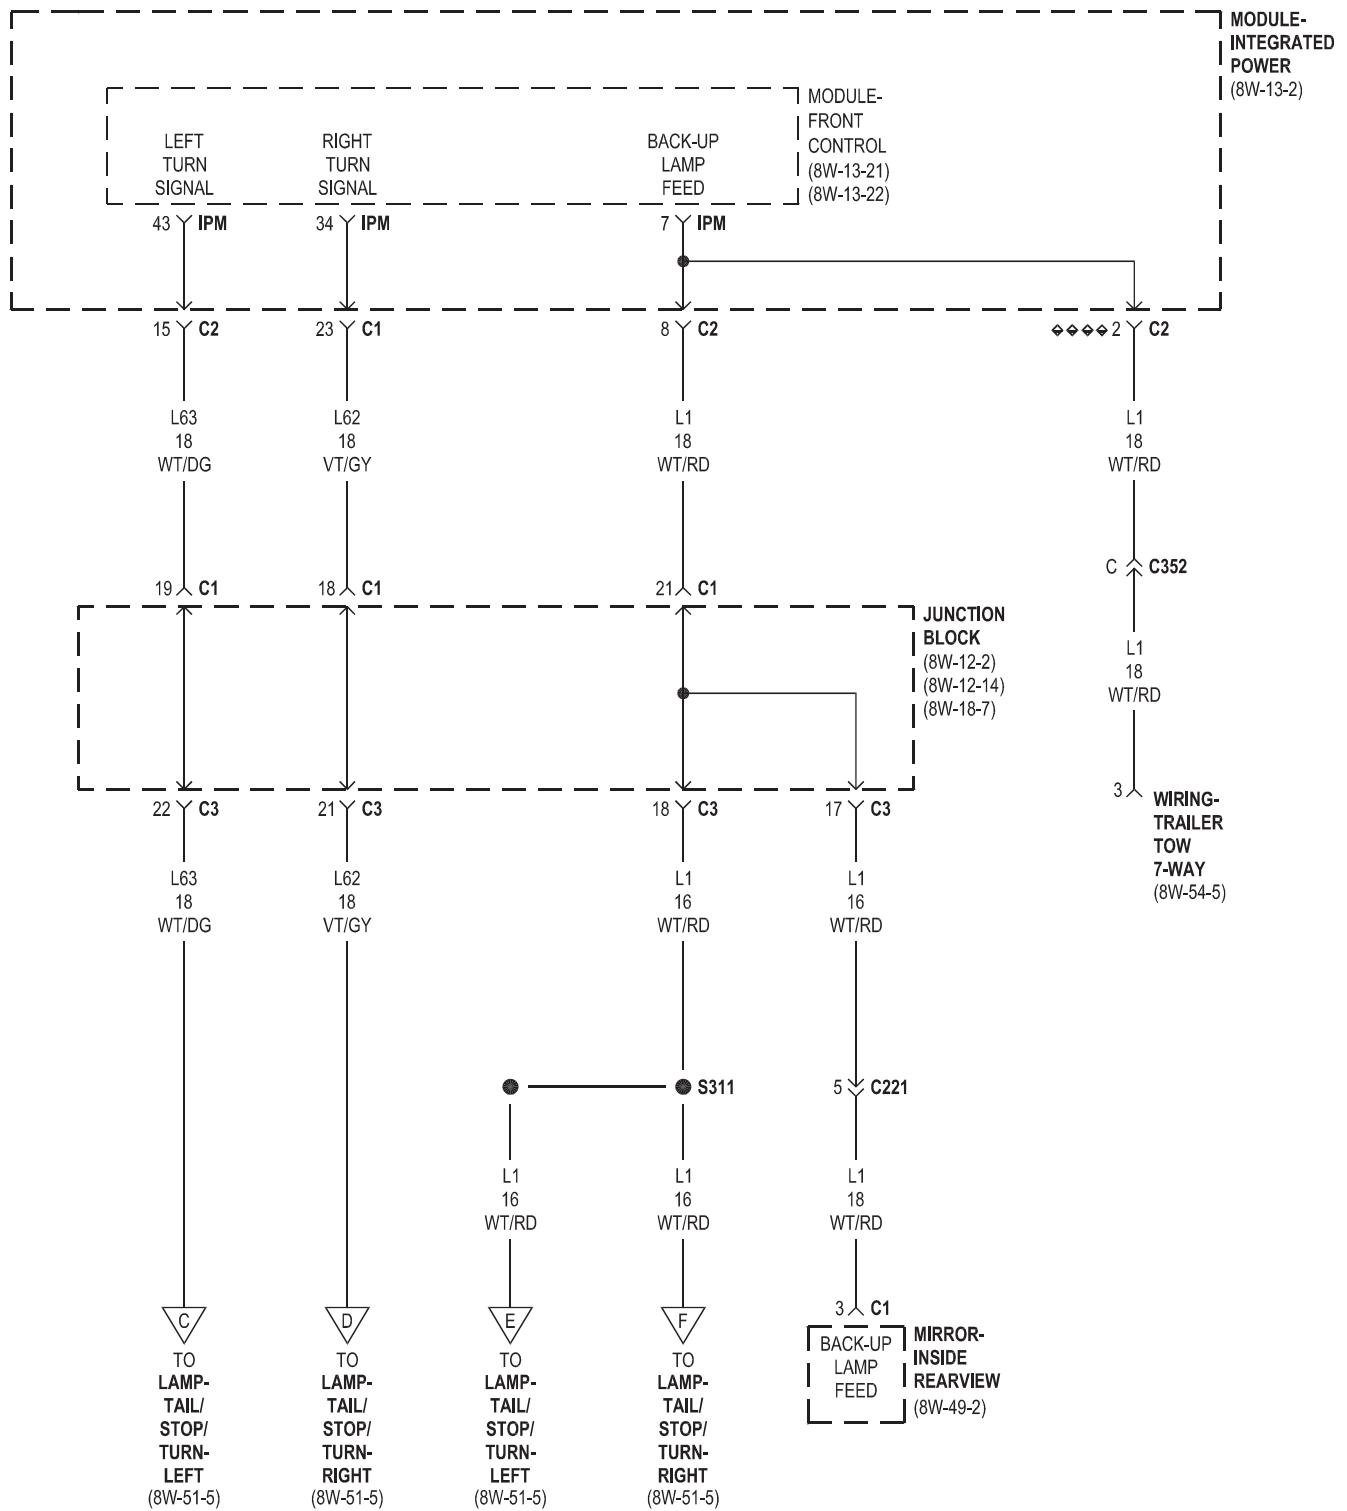 MODULE-
INTEGRATED
POWER
(8W-13-2)
MODULE-
FRONT
CONTROL
(8W-13-21)
(8W-13-22)
LEFT
TURN
SIGNAL
RIGHT
TURN
SIGNAL
BACK-UP
LAMP
FEED
43 IPM
34 IPM
7 IPM
15 C2
23 C1
8 C2
2 C2
L63
18
WT/DG
L62
18
VT/GY
L1
18
WT/RD
L1
18
WT/RD
C C352
19 C1
18 C1
21 C1
JUNCTION
BLOCK
(8W-12-2)
(8W-12-14)
(8W-18-7)
L1
18
WT/RD
3
WIRING-
TRAILER
TOW
7-WAY
(8W-54-5)
22 C3
21 C3
18 C3
17 C3
L63
18
WT/DG
L62
18
VT/GY
L1
16
WT/RD
L1
16
WT/RD
S311
5 C221
L1
16
WT/RD
L1
16
WT/RD
L1
18
WT/RD
3 C1
BACK-UP
LAMP
FEED
MIRROR-
INSIDE
REARVIEW
(8W-49-2)
C
TO
LAMP-
TAIL/
STOP/
TURN-
LEFT
(8W-51-5)
D
TO
LAMP-
TAIL/
STOP/
TURN-
RIGHT
(8W-51-5)
E
TO
LAMP-
TAIL/
STOP/
TURN-
LEFT
(8W-51-5)
F
TO
LAMP-
TAIL/
STOP/
TURN-
RIGHT
(8W-51-5)